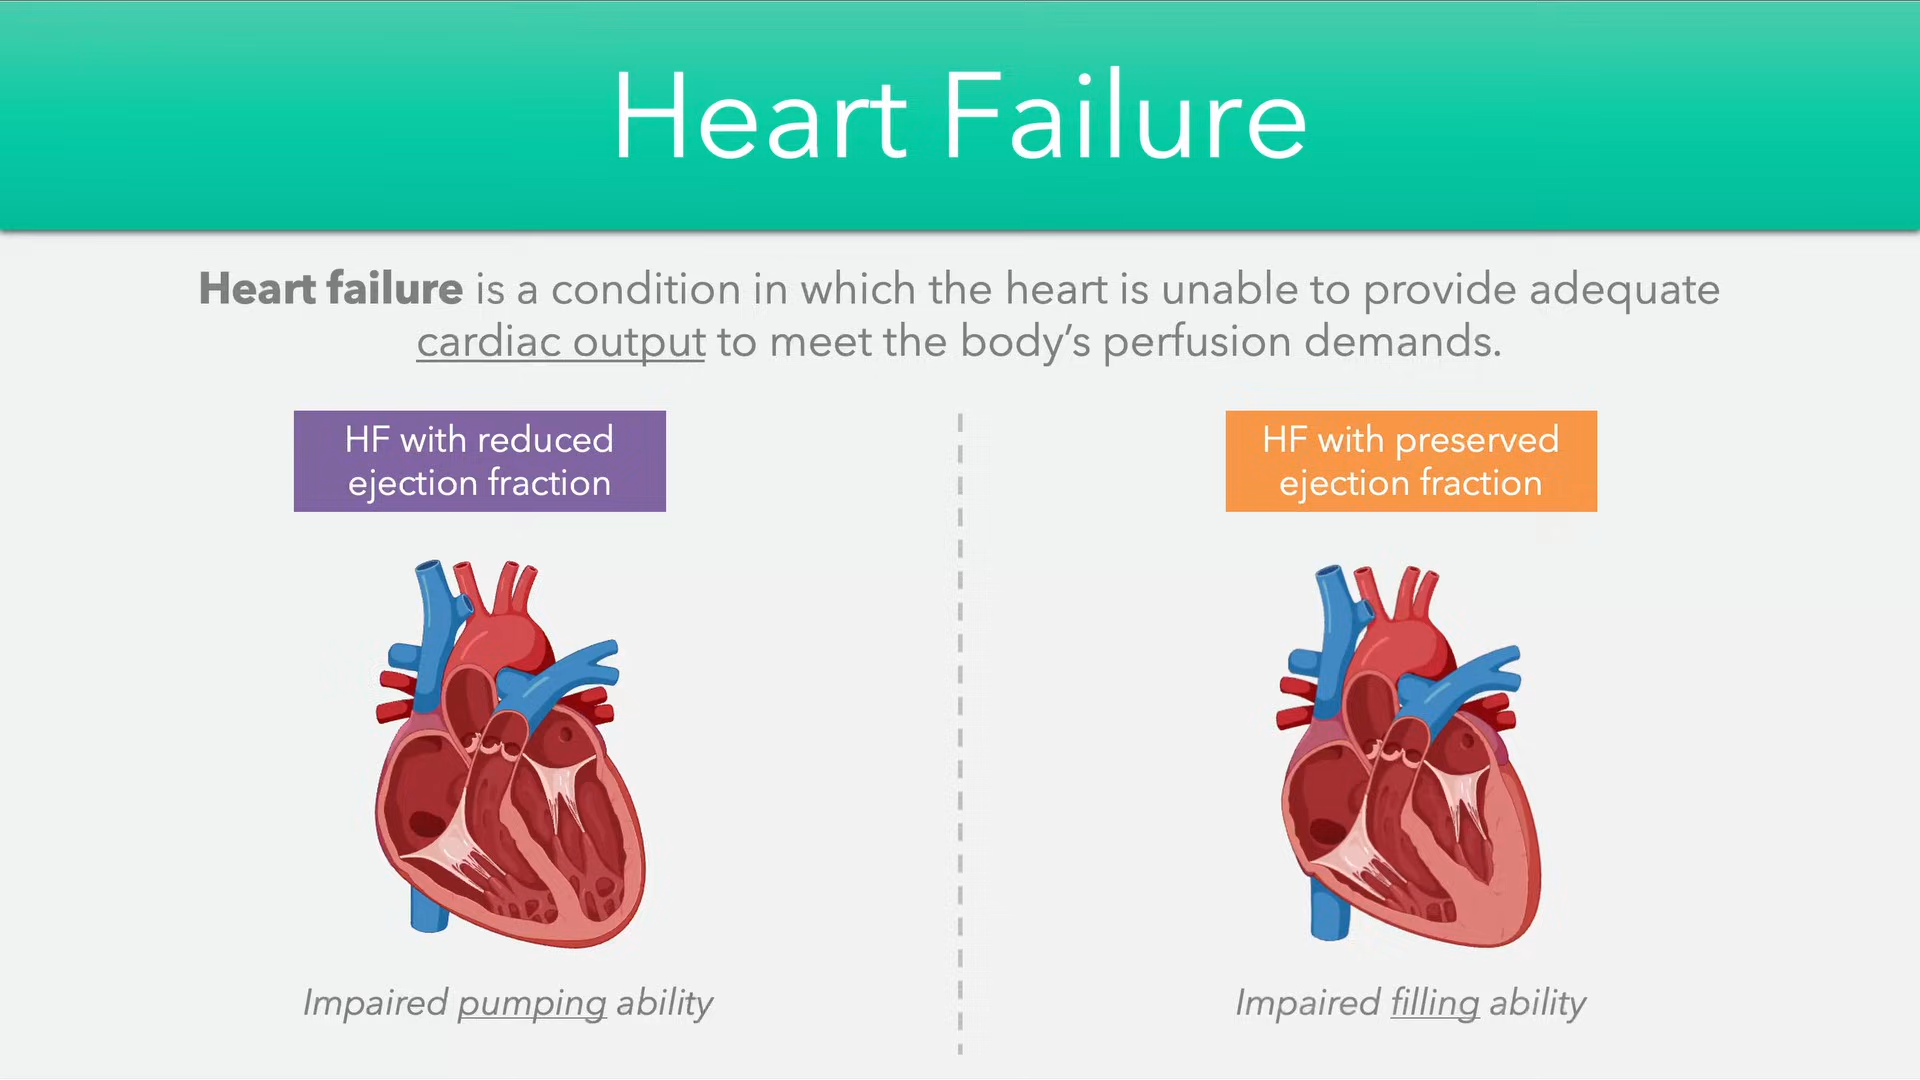 Heart Failure
Heart failure is a condition in which the heart is unable to provide adequate
cardiac output to meet the body’s perfusion demands.
HF with reduced
ejection fraction
HF with preserved
ejection fraction
Impaired pumping ability
Impaired filling ability